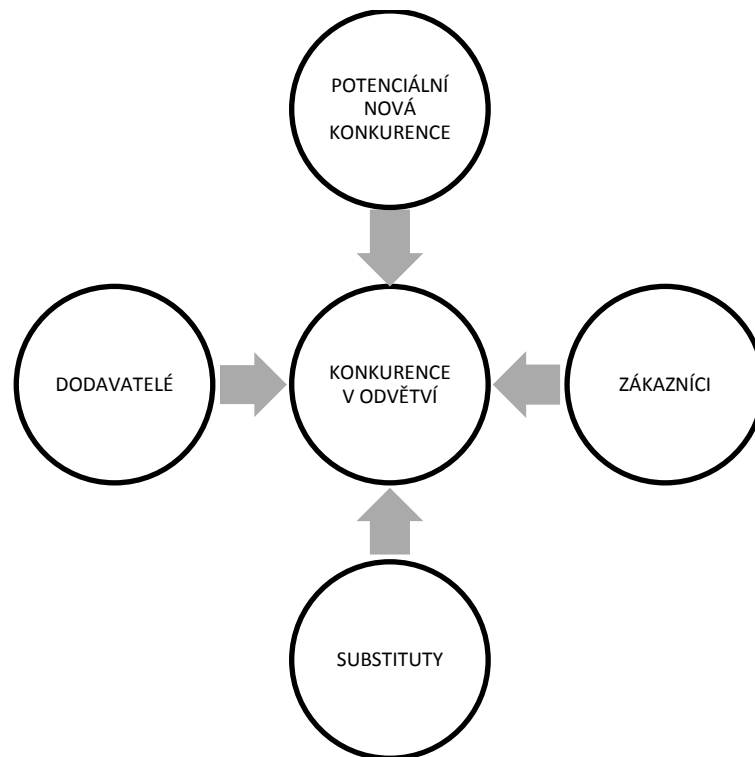 POTENCIÁLNÍ
NOVÁ
KONKURENCE
DODAVATELÉ
KONKURENCE
V ODVĚTVÍ
ZÁKAZNÍCI
SUBSTITUTY